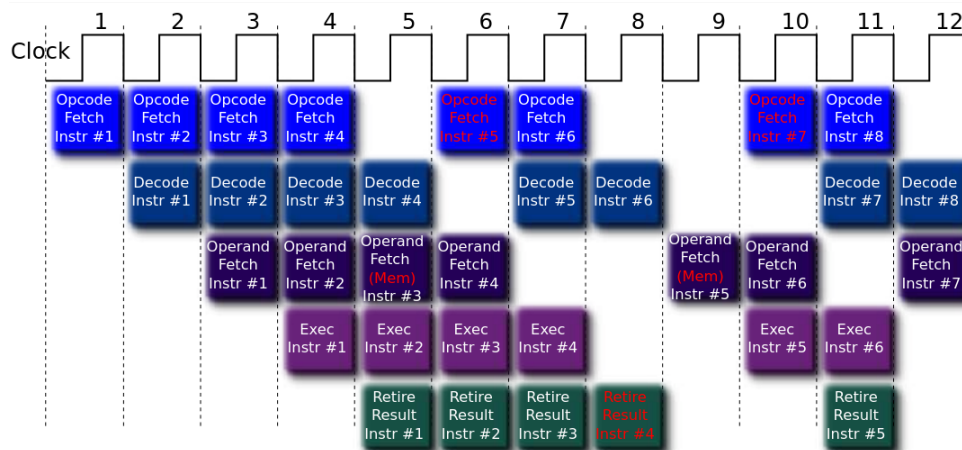 1 2 3 4 5 6 7 8 9 10 11 12
Clock
Opcode Fetch Instr #1
Opcode Fetch Instr #2
Opcode Fetch Instr #3
Opcode Fetch Instr #4
Opcode Fetch Instr #5
Opcode Fetch Instr #6
Opcode Fetch Instr #7
Opcode Fetch Instr #8
Decode Instr #1
Decode Instr #2
Decode Instr #3
Decode Instr #4
Decode Instr #5
Decode Instr #6
Decode Instr #7
Decode Instr #8
Operand Fetch Instr #1
Operand Fetch Instr #2
Operand Fetch (Mem) Instr #3
Operand Fetch Instr #4
Operand Fetch (Mem) Instr #5
Operand Fetch Instr #6
Operand Fetch Instr #7
Exec Instr #1
Exec Instr #2
Exec Instr #3
Exec Instr #4
Exec Instr #5
Exec Instr #6
Retire Result Instr #1
Retire Result Instr #2
Retire Result Instr #3
Retire Result Instr #4
Retire Result Instr #5